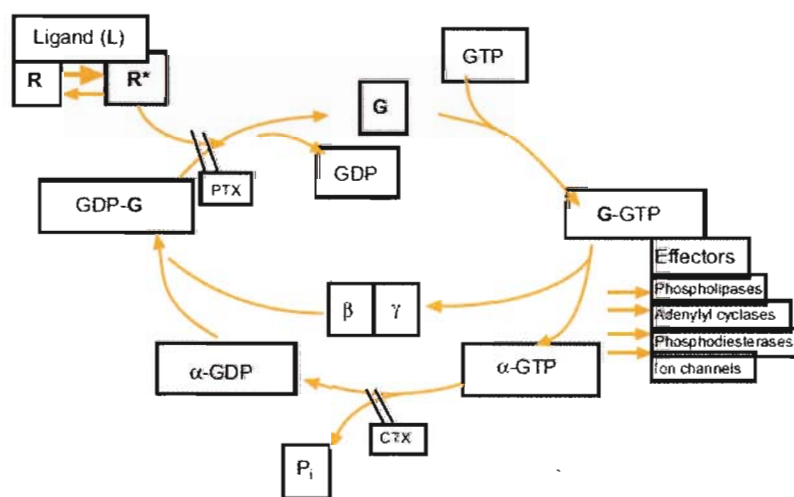 Ligand (L)
R
R*
GTP
G
GDP
PTX
GDP-G
G-GTP
Effectors
Phospholipases
Adenylyl cyclases
Phosphodiesterases
Ion channels
β γ
α-GDP
α-GTP
CTX
Pi